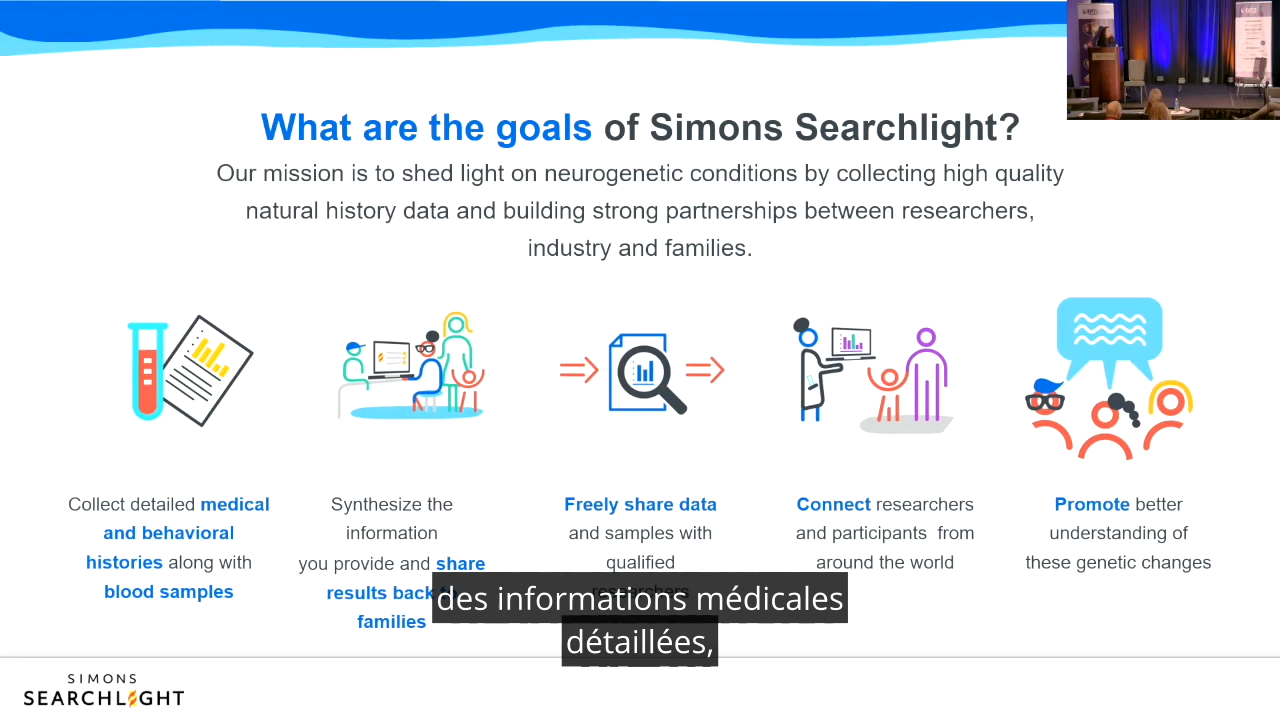 What are the goals of Simons Searchlight?
Our mission is to shed light on neurogenetic conditions by collecting high quality
natural history data and building strong partnerships between researchers,
industry and families.
Collect detailed medical
and behavioral
histories along with
blood samples
Synthesize the
information
you provide and share
results back to
families
Freely share data
and samples with
qualified
researchers
Connect researchers
and participants from
around the world
Promote better
understanding of
these genetic changes
des informations médicales
détaillées,
SIMONS
SEARCHLIGHT